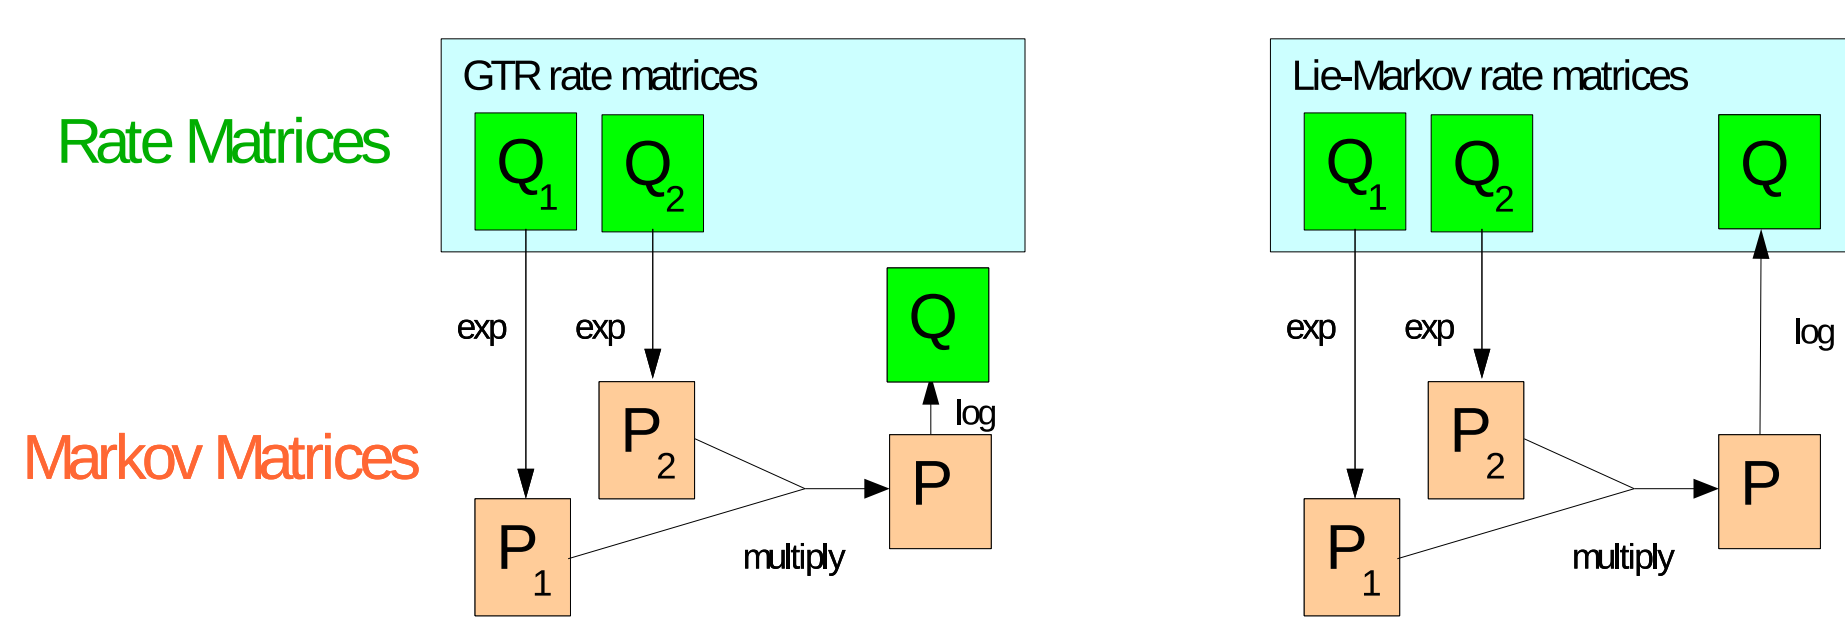 GTR rate matrices
Lie-Markov rate matrices
Rate Matrices
Q1
Q2
Q1
Q2
Q
exp
exp
Q
exp
exp
log
log
Markov Matrices
P2
P
P2
P
P1
multiply
P1
multiply